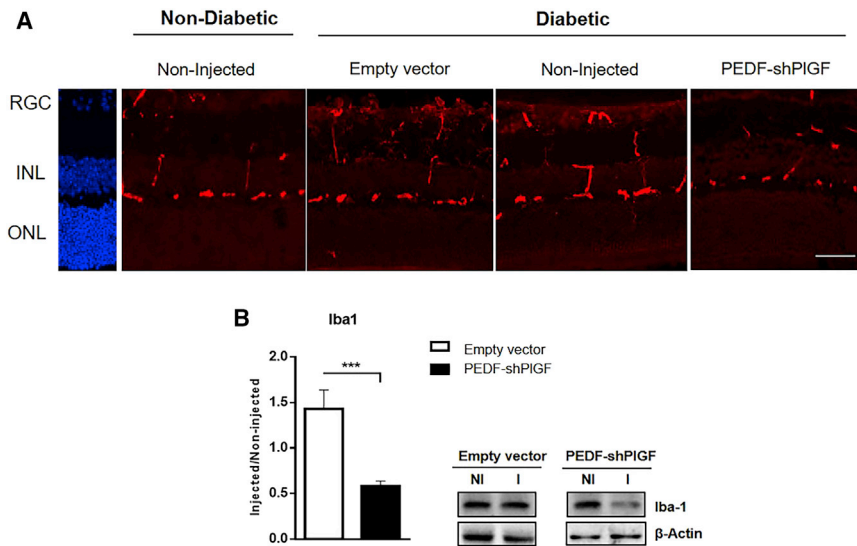 A
Non-Diabetic Diabetic
Non-Injected Empty vector Non-Injected PEDF-shPlGF
RGC
INL
ONL
B
Iba1
Empty vector
PEDF-shPlGF
Injected/Non-injected
2.0
1.5
1.0
0.5
0.0
***
Empty vector PEDF-shPlGF
NI I NI I
Iba-1
β-Actin